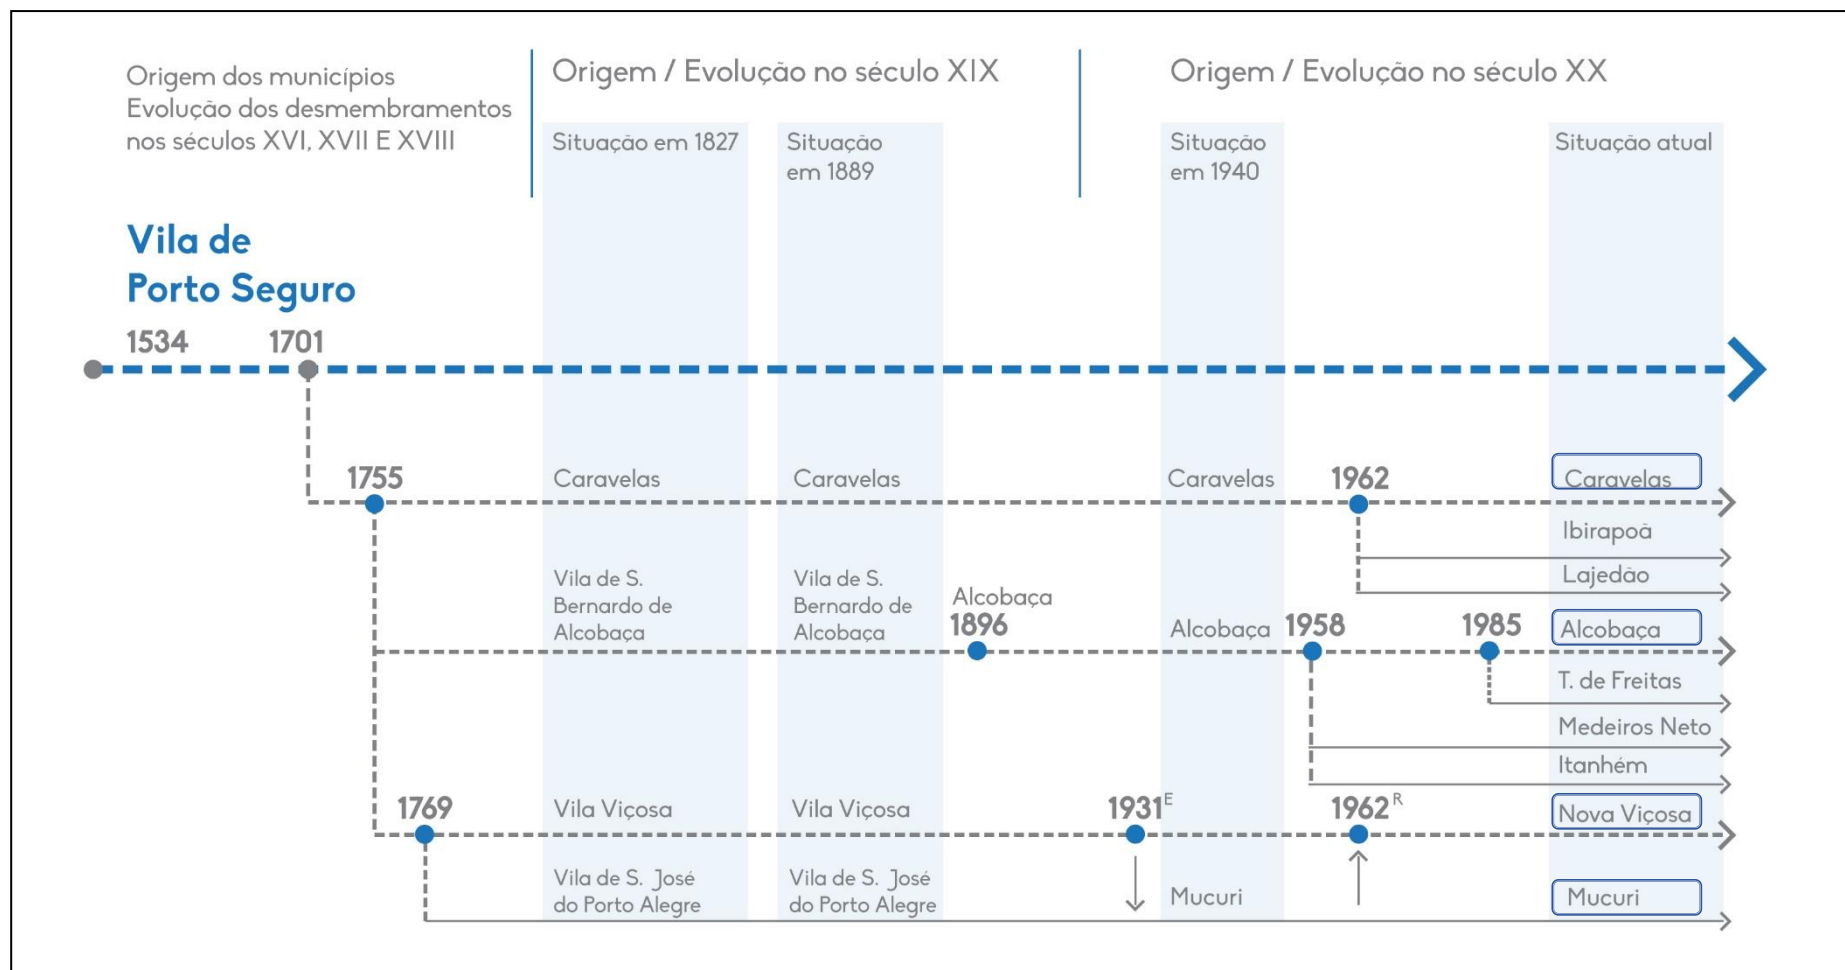 Origem dos municípios
Evolução dos desmembramentos
nos séculos XVI, XVII E XVIII
Origem / Evolução no século XIX
Origem / Evolução no século XX
Situação em 1827
Situação
em 1889
Situação
em 1940
Situação atual
Vila de
Porto Seguro
1534
1701
1755
Caravelas
Caravelas
Caravelas
1962
Caravelas
Ibirapoã
Lajedão
Vila de S.
Bernardo de
Alcobaça
Vila de S.
Bernardo de
Alcobaça
Alcobaça
1896
Alcobaça
1958
1985
Alcobaça
T. de Freitas
Medeiros Neto
Itanhém
1769
Vila Viçosa
Vila Viçosa
1931E
1962R
Nova Viçosa
Vila de S. José
do Porto Alegre
Vila de S. José
do Porto Alegre
Mucuri
Mucuri